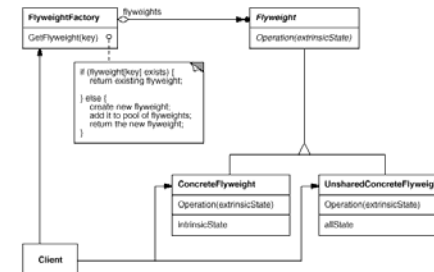 FlyweightFactory
flyweights
Flyweight
GetFlyweight(key)
Operation(extrinsicState)
if (flyweight[key] exists) {
return existing flyweight;
} else {
create new flyweight;
add it to pool of flyweights;
return the new flyweight;
}
ConcreteFlyweight
UnsharedConcreteFlyweigh
Operation(extrinsicState)
Operation(extrinsicState)
intrinsicState
allState
Client